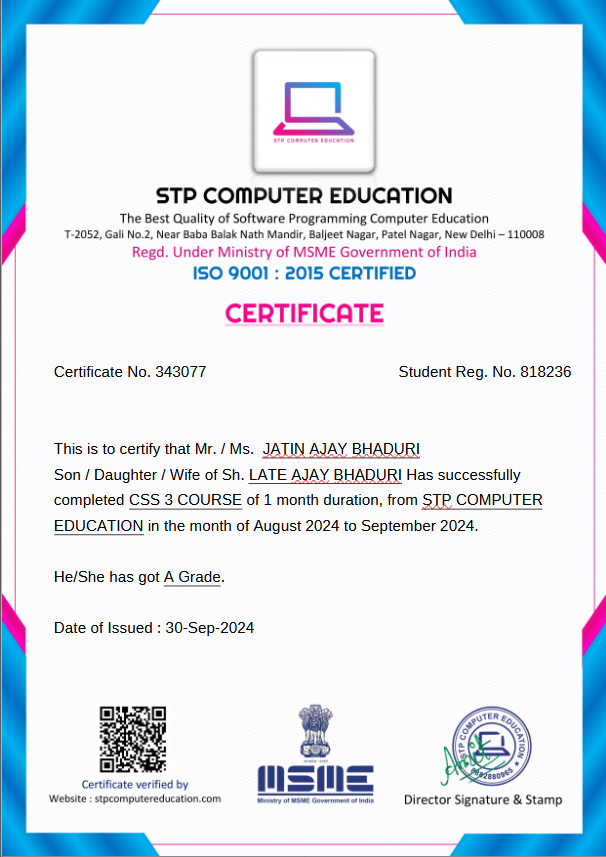 STP COMPUTER EDUCATION
STP COMPUTER EDUCATION
The Best Quality of Software Programming Computer Education
T-2052, Gali No.2, Near Baba Balak Nath Mandir, Baljeet Nagar, Patel Nagar, New Delhi – 110008
Regd. Under Ministry of MSME Government of India
ISO 9001 : 2015 CERTIFIED
CERTIFICATE
Certificate No. 343077 Student Reg. No. 818236
This is to certify that Mr. / Ms. JATIN AJAY BHADURI
Son / Daughter / Wife of Sh. LATE AJAY BHADURI Has successfully
completed CSS 3 COURSE of 1 month duration, from STP COMPUTER
EDUCATION in the month of August 2024 to September 2024.
He/She has got A Grade.
Date of Issued : 30-Sep-2024
STP COMPUTER EDUCATION
Certificate verified by
Website : stpcomputereducation.com
MSME
Ministry of MSME Government of India
Director Signature & Stamp